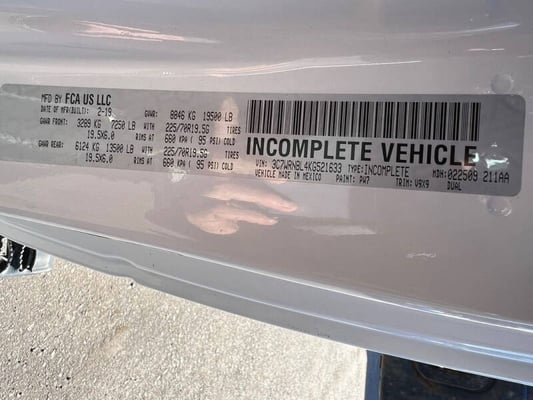 MFD BY FCA US LLC
DATE OF MFR(BUILT): 2-19 GVWR: 8846 KG 19500 LB
GAWR FRONT: 3289 KG 7250 LB WITH 225/70R19.5G TIRES
19.5X6.0 RIMS AT 660 KPA ( 95 PSI) COLD
GAWR REAR: 6124 KG 13500 LB WITH 225/70R19.5G TIRES
19.5X6.0 RIMS AT 660 KPA ( 95 PSI) COLD
INCOMPLETE VEHICLE
VIN: 3C7WRNBL4KG521633 TYPE:INCOMPLETE MDH:022509 211AA
VEHICLE MADE IN MEXICO PAINT: PW7 TRIM: V9X9 DUAL